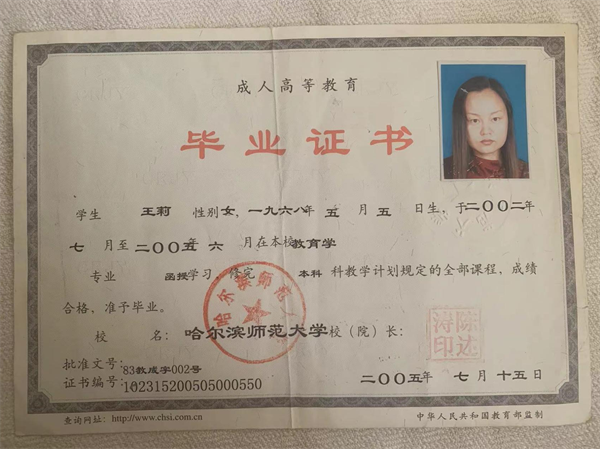 成人高等教育
毕业证书
学生 王莉 性别女，一九六八年 五 月 五 日生，于二〇〇二年
七 月至 二〇〇五年 六 月在本校教育学
专业 函授学习，修完 本科 科教学计划规定的全部课程，成绩
合格，准予毕业。
校 名：哈尔滨师范大学 校（院）长：
陈达
涛印
批准文号：83教成字002号
证书编号：102315200505000550
二〇〇五年 七 月 十五日
查询网址：http://www.chsi.com.cn
中华人民共和国教育部监制